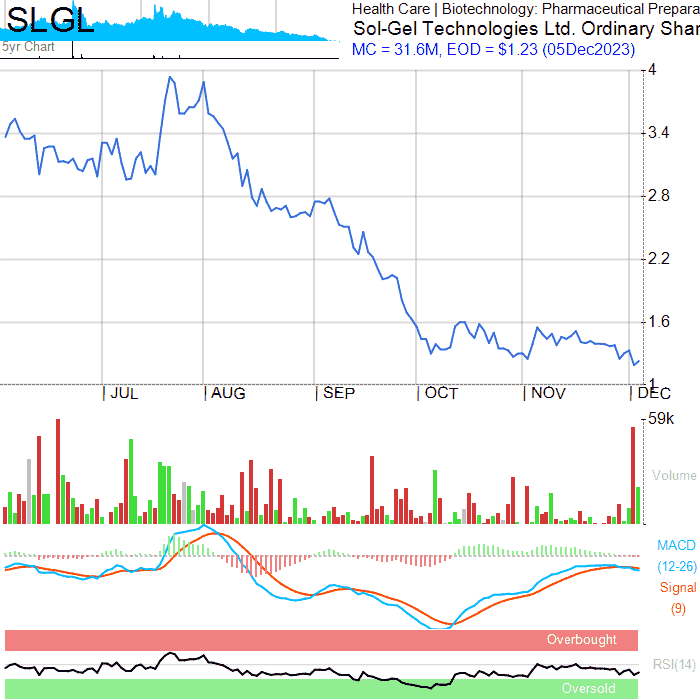 SLGL
5yr Chart
Health Care | Biotechnology: Pharmaceutical Prepara
Sol-Gel Technologies Ltd. Ordinary Shar
MC = 31.6M, EOD = $1.23 (05Dec2023)
4
3.4
2.8
2.2
1.6
1
JUL
AUG
SEP
OCT
NOV
DEC
59k
Volume
MACD
(12-26)
Signal
(9)
Overbought
RSI(14)
Oversold